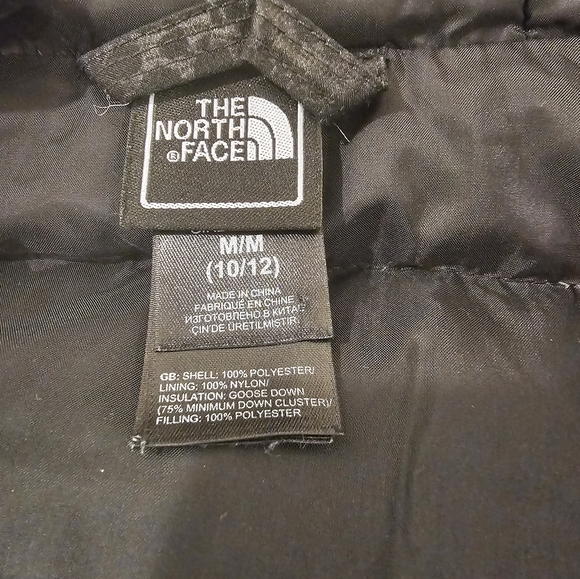 THE
NORTH
®FACE
M/M
(10/12)
MADE IN CHINA
FABRIQUÉ EN CHINE
ИЗГОТОВЛЕНО В КИТАЕ
ÇIN'DE ÜRETILMISTIR
GB: SHELL: 100% POLYESTER/
LINING: 100% NYLON/
INSULATION: GOOSE DOWN
(75% MINIMUM DOWN CLUSTER)/
FILLING: 100% POLYESTER